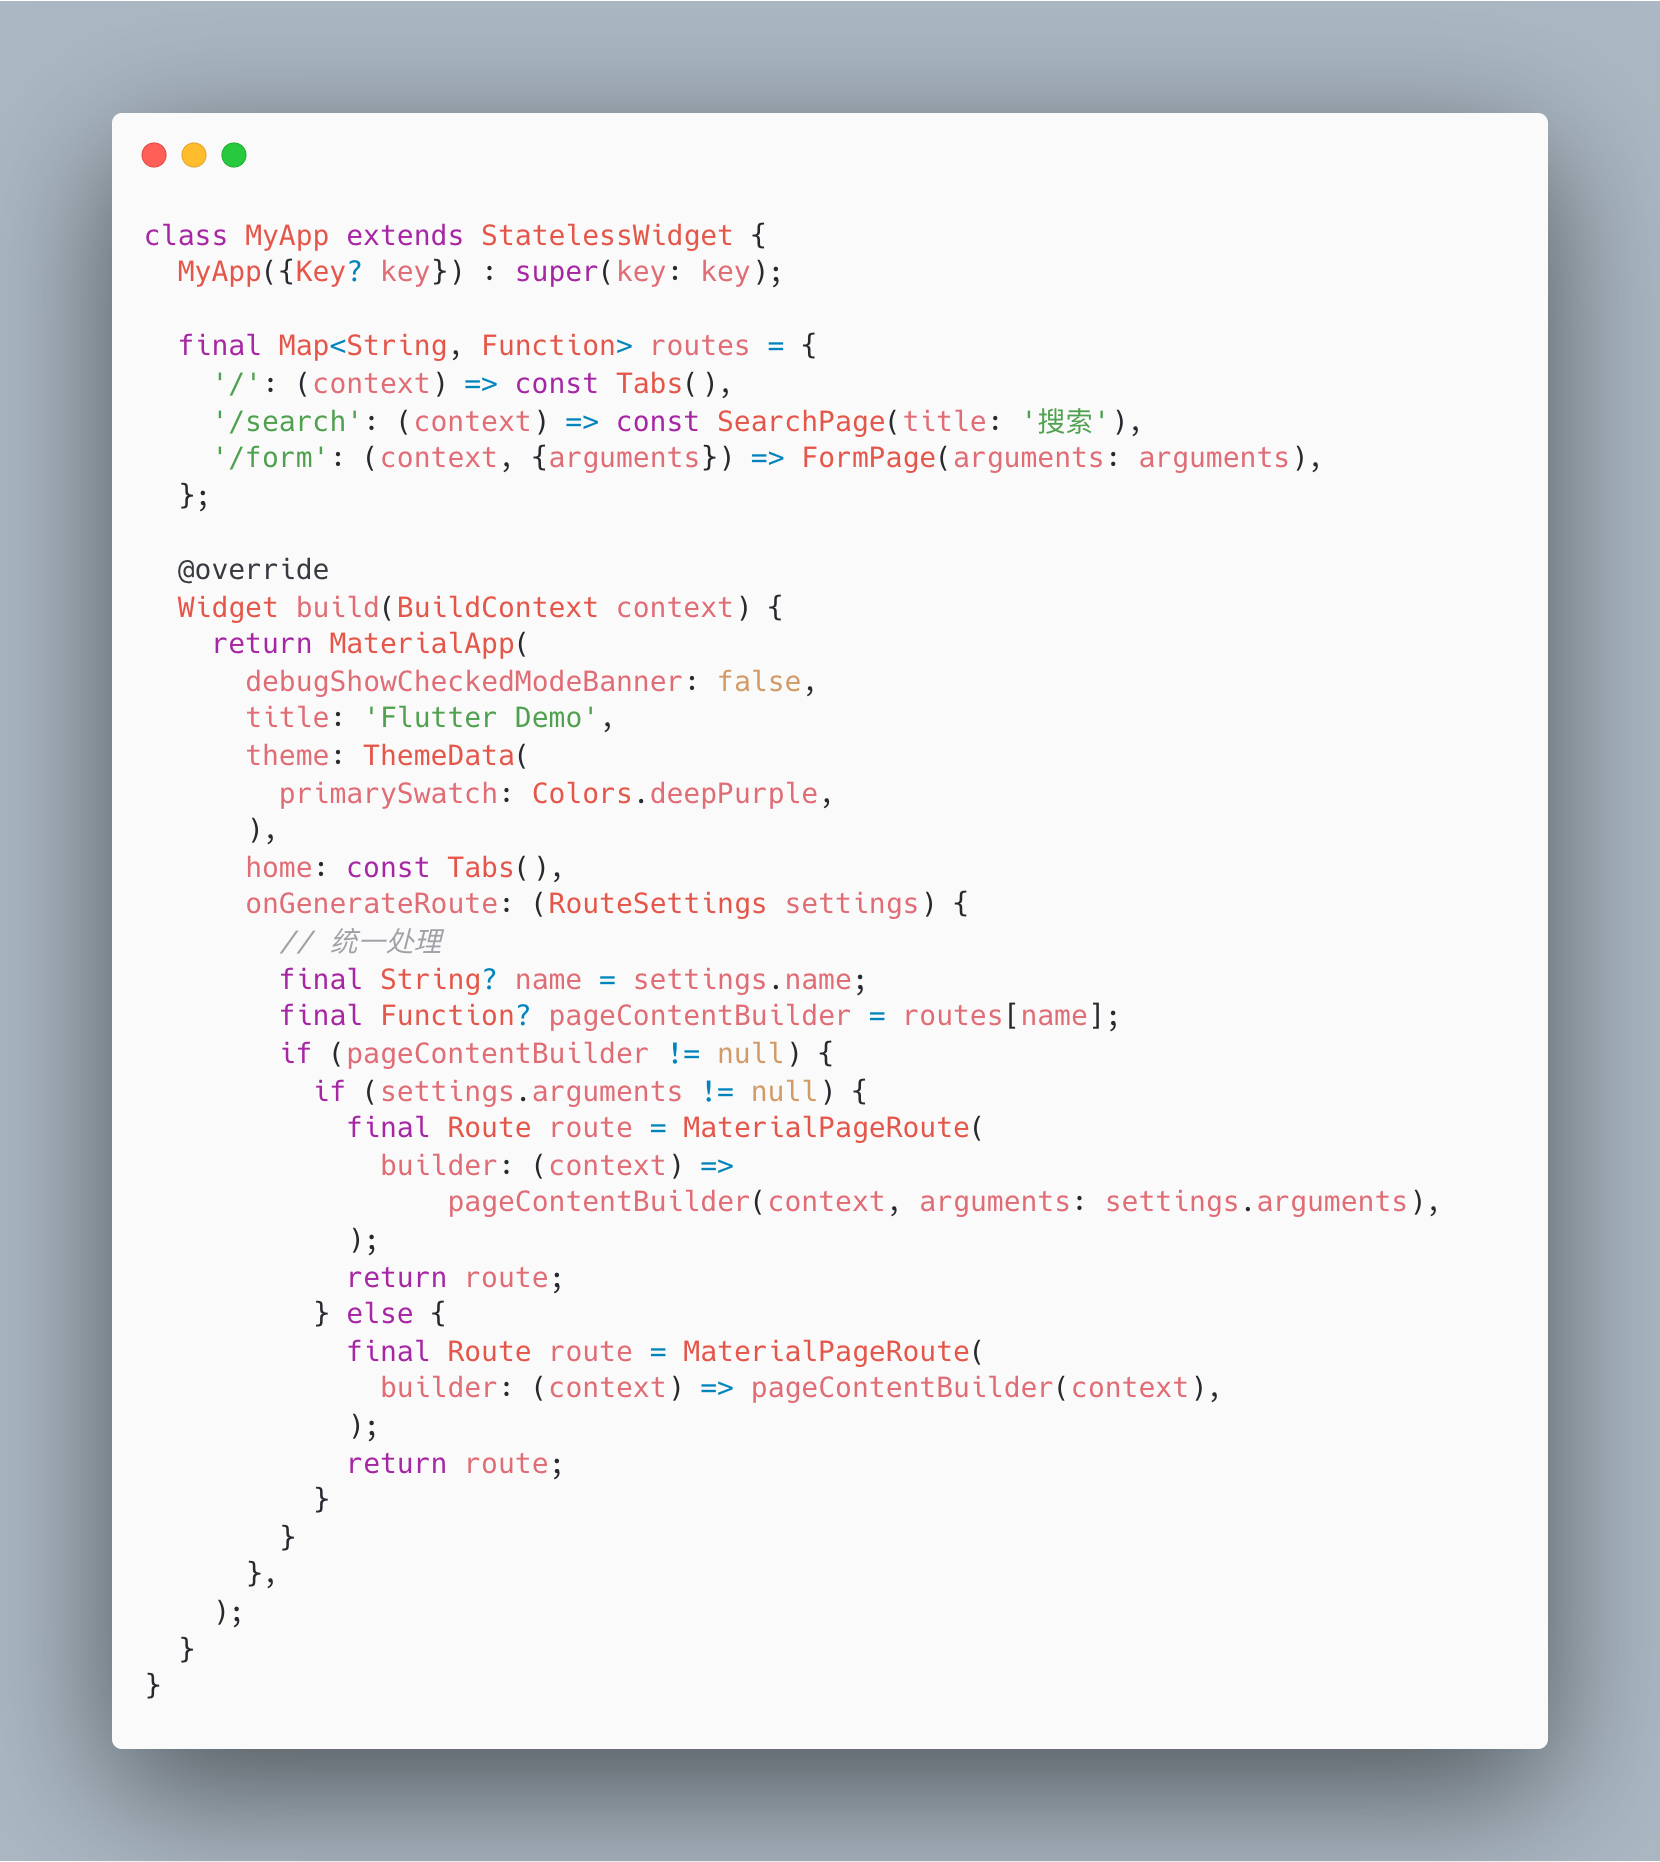 class MyApp extends StatelessWidget {
  MyApp({Key? key}) : super(key: key);

  final Map<String, Function> routes = {
    '/': (context) => const Tabs(),
    '/search': (context) => const SearchPage(title: '搜索'),
    '/form': (context, {arguments}) => FormPage(arguments: arguments),
  };

  @override
  Widget build(BuildContext context) {
    return MaterialApp(
      debugShowCheckedModeBanner: false,
      title: 'Flutter Demo',
      theme: ThemeData(
        primarySwatch: Colors.deepPurple,
      ),
      home: const Tabs(),
      onGenerateRoute: (RouteSettings settings) {
        // 统一处理
        final String? name = settings.name;
        final Function? pageContentBuilder = routes[name];
        if (pageContentBuilder != null) {
          if (settings.arguments != null) {
            final Route route = MaterialPageRoute(
              builder: (context) =>
                  pageContentBuilder(context, arguments: settings.arguments),
            );
            return route;
          } else {
            final Route route = MaterialPageRoute(
              builder: (context) => pageContentBuilder(context),
            );
            return route;
          }
        }
      },
    );
  }
}